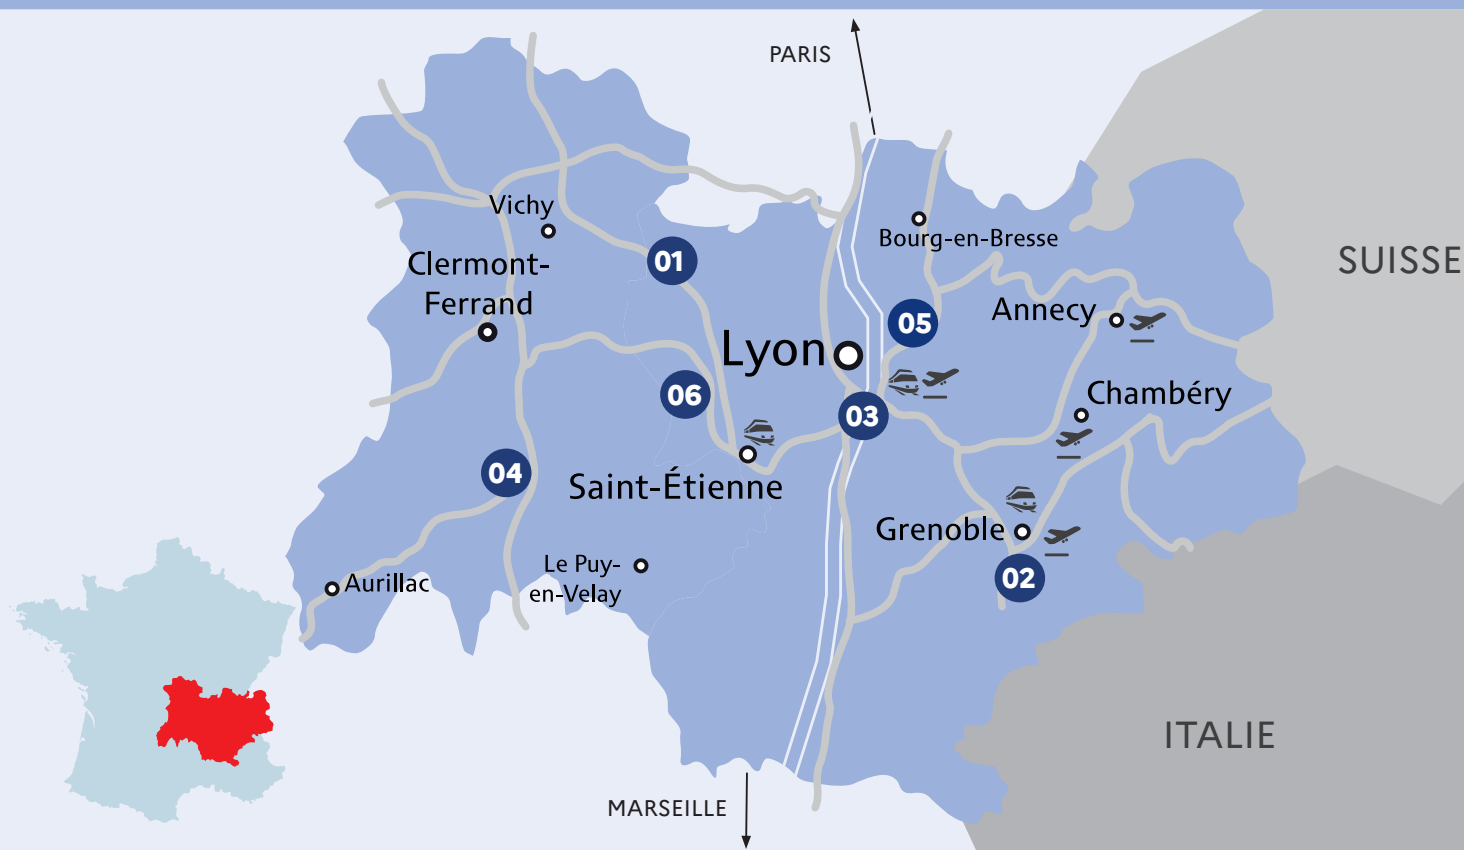 PARIS
Vichy
Bourg-en-Bresse
SUISSE
Clermont-
Ferrand
01
05
Annecy
Lyon
Chambéry
06
03
04
Saint-Étienne
Grenoble
Le Puy-
en-Velay
02
Aurillac
ITALIE
MARSEILLE